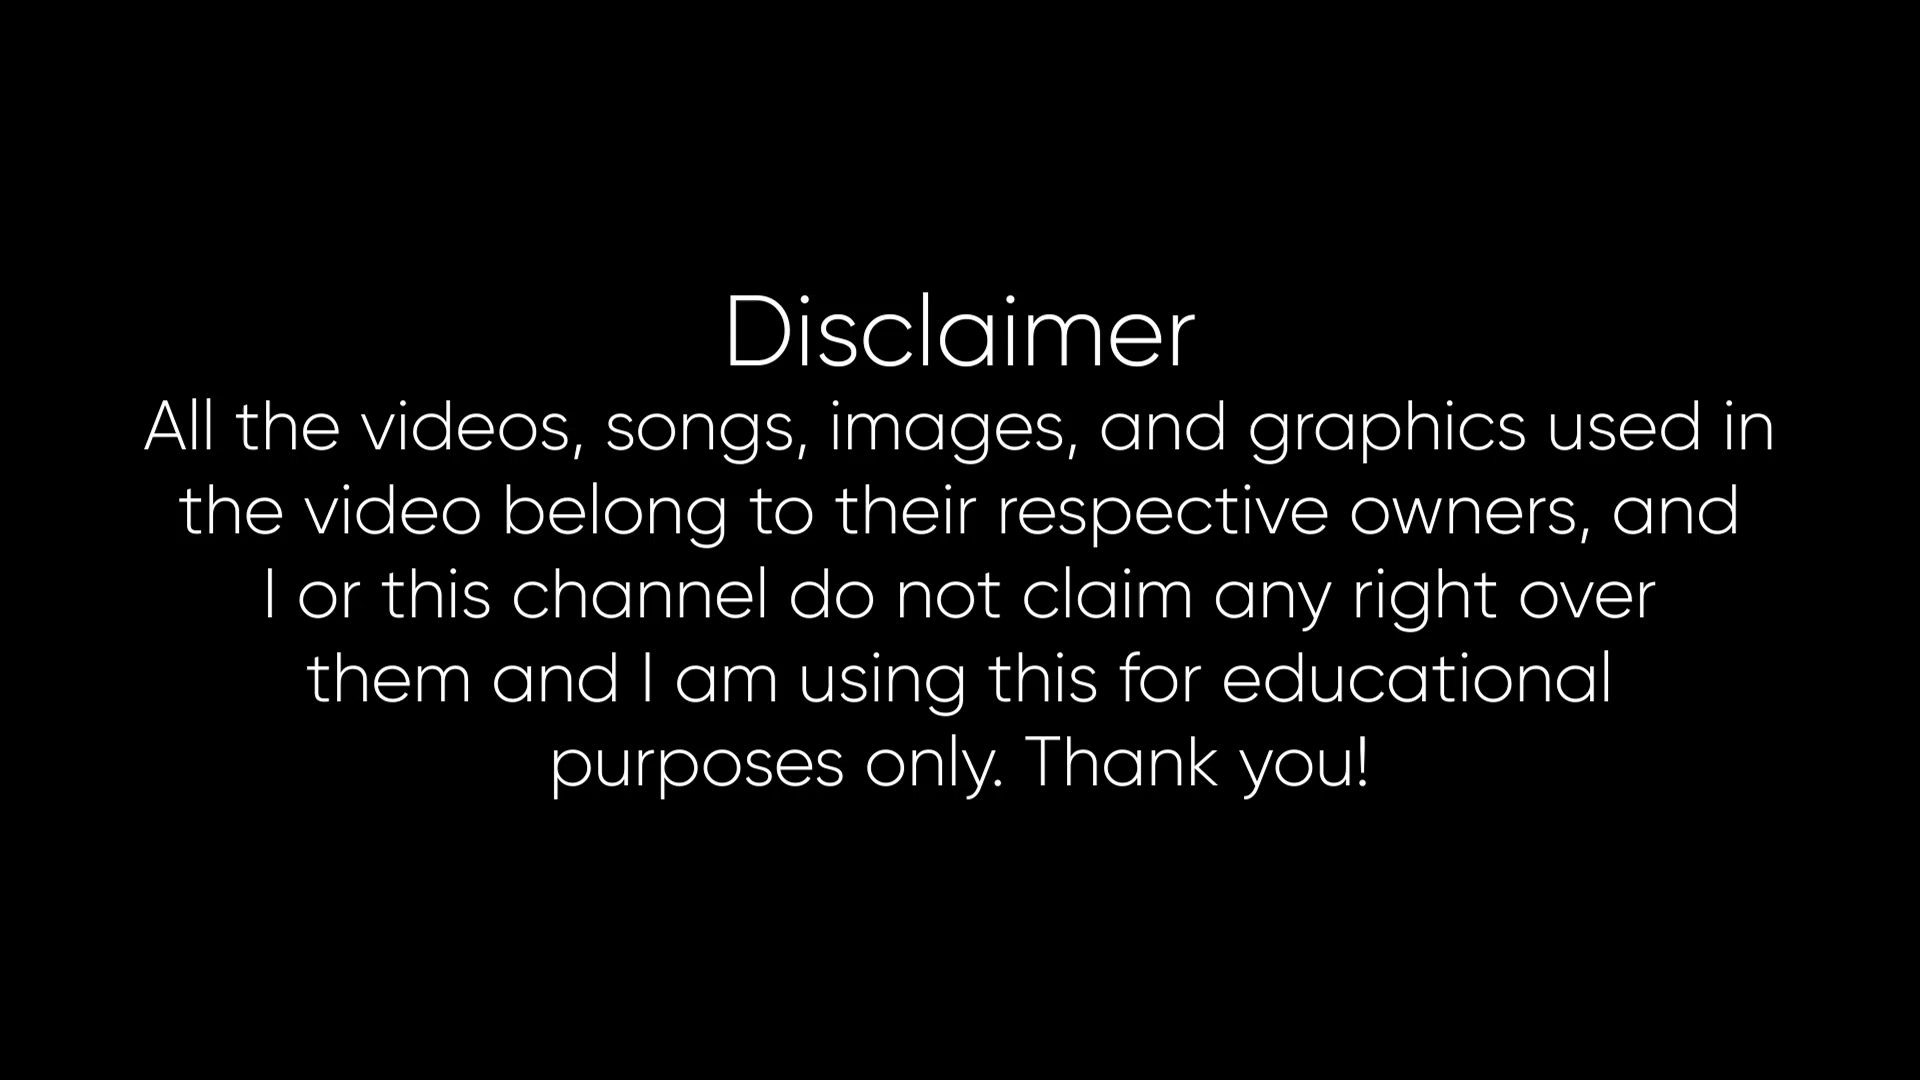 Disclaimer
All the videos, songs, images, and graphics used in
the video belong to their respective owners, and
I or this channel do not claim any right over
them and I am using this for educational
purposes only. Thank you!